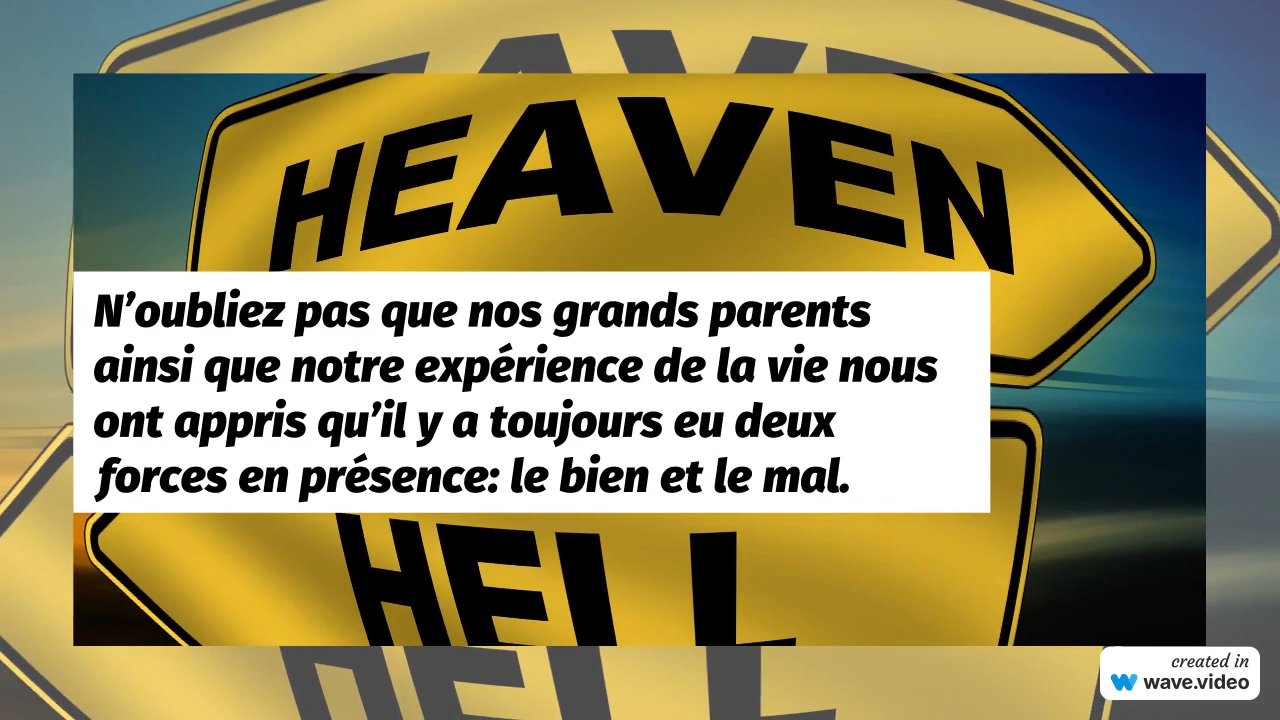 HEAVEN
N’oubliez pas que nos grands parents
ainsi que notre expérience de la vie nous
ont appris qu’il y a toujours eu deux
forces en présence: le bien et le mal.
HELL
created in
wave.video